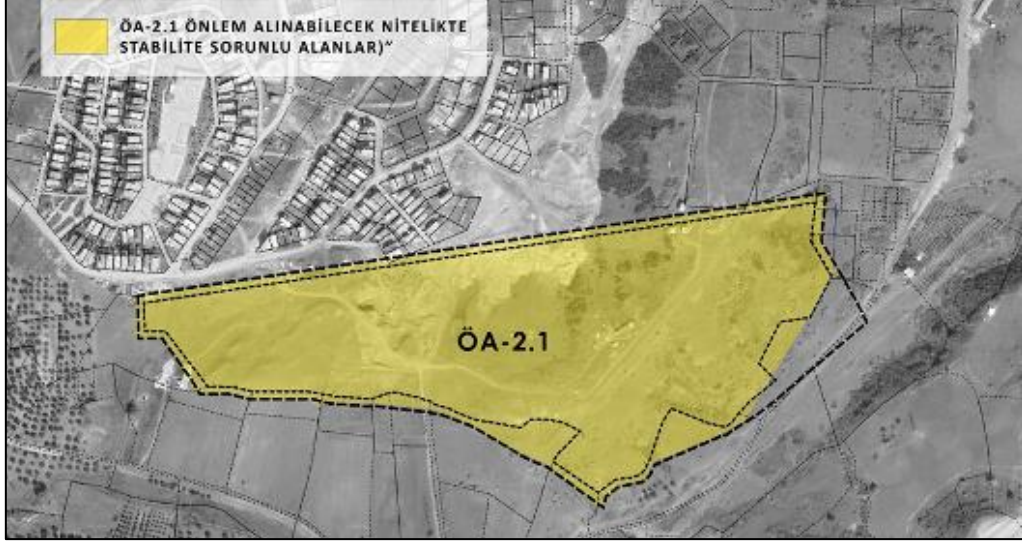 ÖA-2.1 ÖNLEM ALINABİLECEK NİTELİKTE
STABİLİTE SORUNLU ALANLAR)"
ÖA-2.1